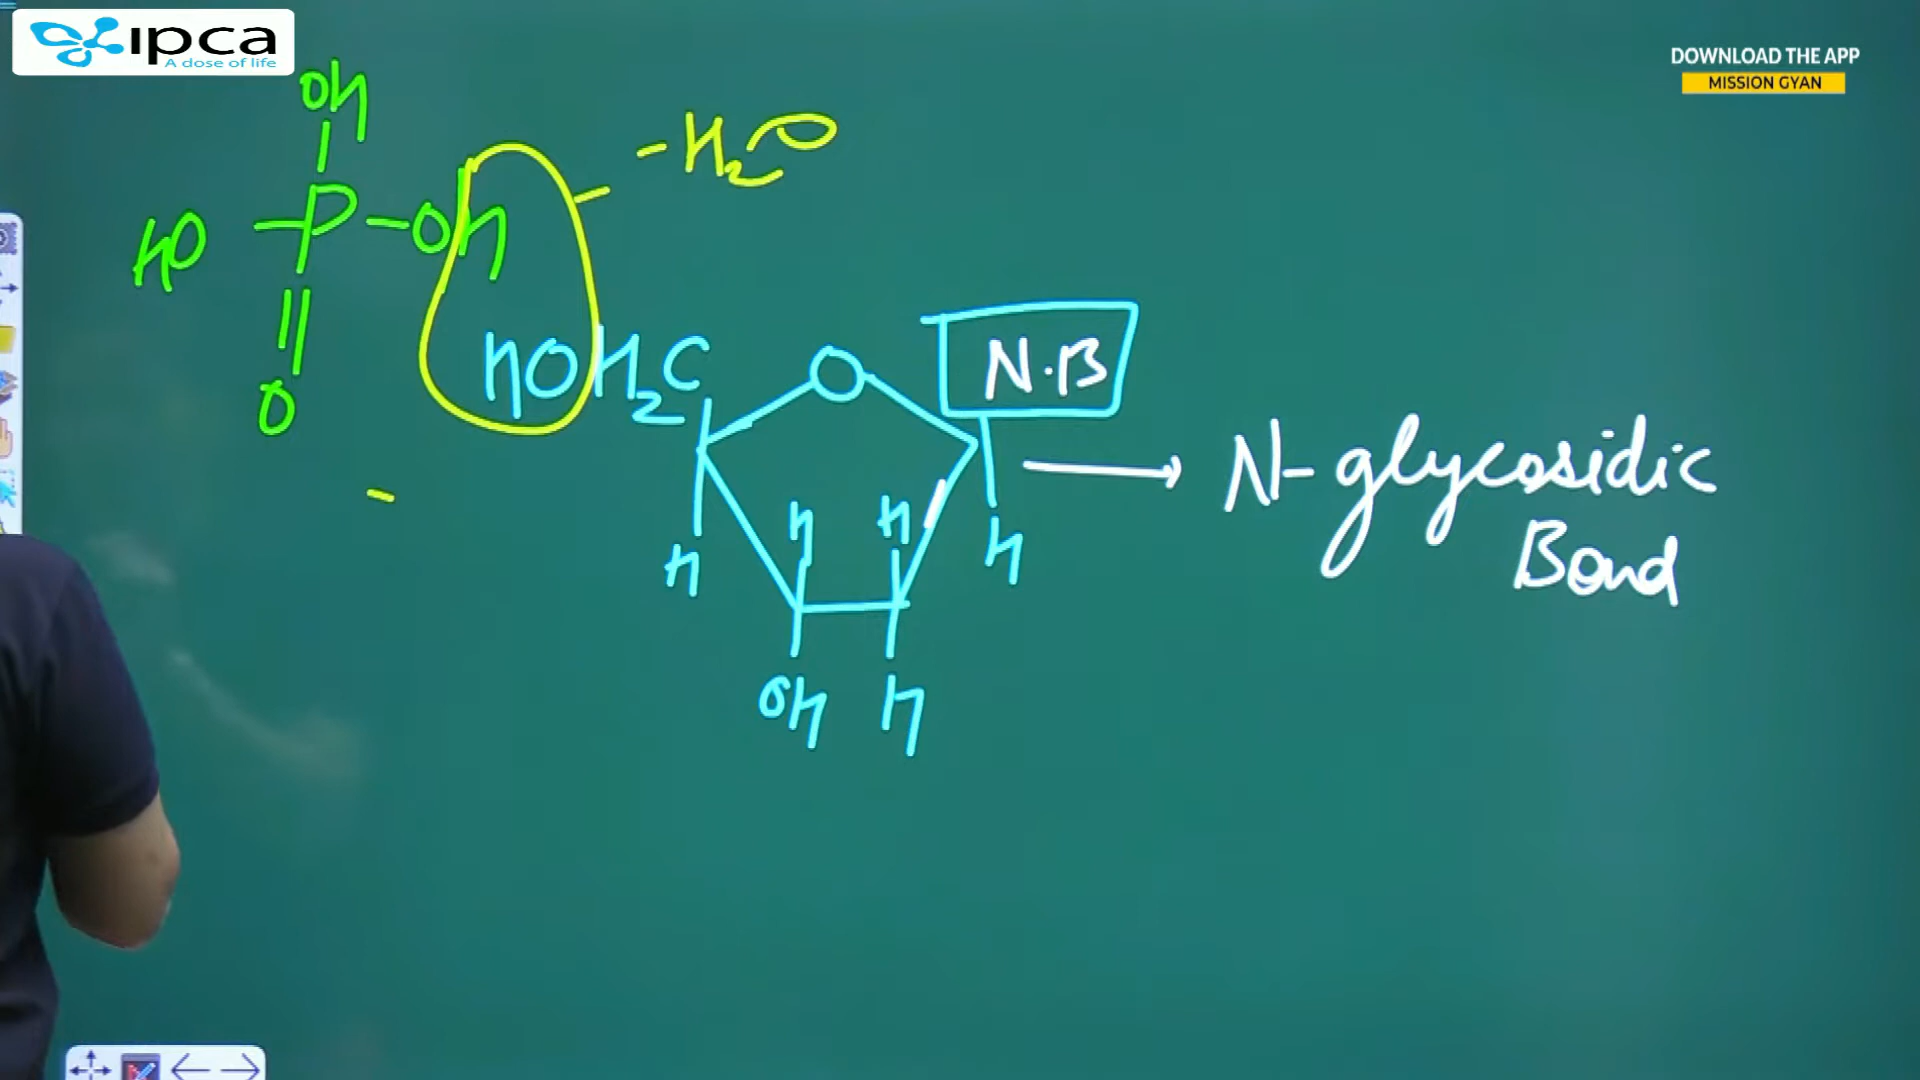 ipca
A dose of life
DOWNLOAD THE APP
MISSION GYAN
OH
- H2O
HO - P - OH
O
HOH2C
O
N.B
N-glycosidic
Bond
H
H
H
H
OH
H